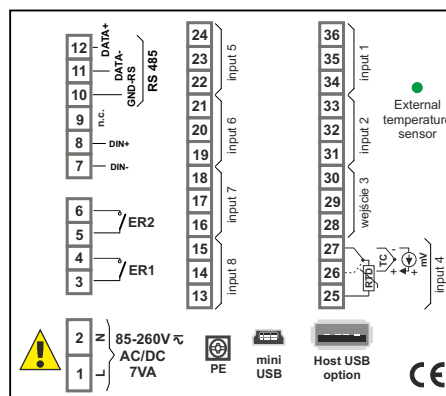 12
11
10
9
8
7
DATA+
DATA-
GND-RS
RS 485
n.c.
DIN+
DIN-
6
5
ER2
4
3
ER1
2
1
N
L
85-260V
AC/DC
7VA
24
23
22
input 5
21
20
19
input 6
18
17
16
input 7
15
14
13
input 8
36
35
34
input 1
33
32
31
input 2
30
29
28
wejście 3
27
26
25
RTD
TC
- +
+
mV
input 4
External
temperature
sensor
PE
mini
USB
Host USB
option
CE